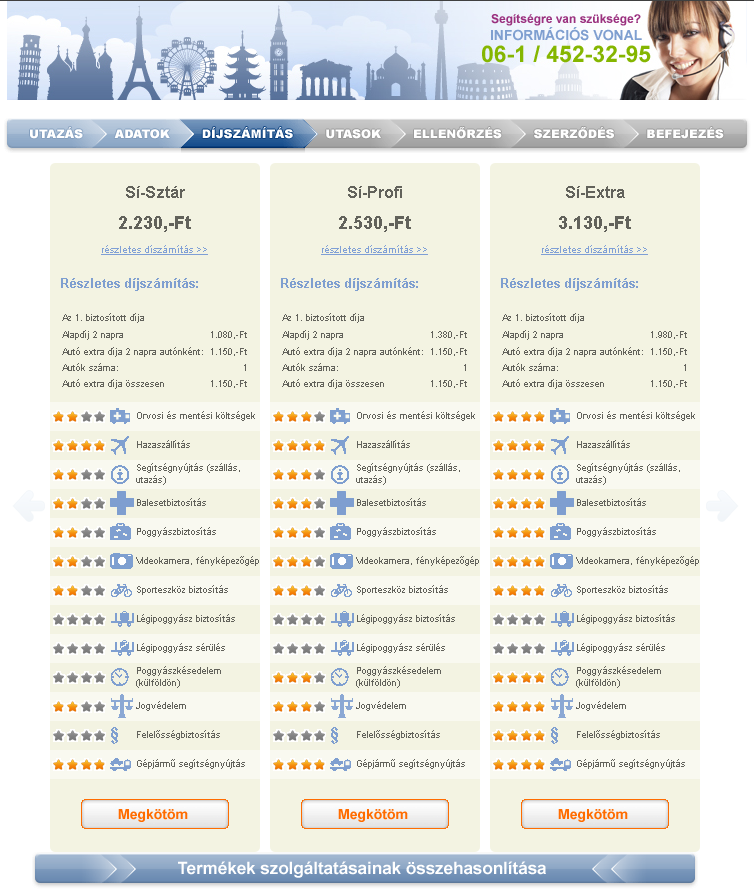 Segítségre van szüksége?
INFORMÁCIÓS VONAL
06-1 / 452-32-95
UTAZÁS ADATOK DÍJSZÁMÍTÁS UTASOK ELLENŐRZÉS SZERZŐDÉS BEFEJEZÉS
Sí-Sztár
2.230,-Ft
részletes díszámítás >>
Részletes díjszámítás:
Az 1. biztosított díja
Alapdíj 2 napra 1.080,-Ft
Autó extra díja 2 napra autónként: 1.150,-Ft
Autók száma: 1
Autó extra díja összesen 1.150,-Ft
Orvosi és mentési költségek
Hazaszállítás
Segítségnyújtás (szállás,
utazás)
Balesetbiztosítás
Poggyászbiztosítás
Videokamera, fényképezőgép
Sporteszköz biztosítás
Légipoggyász biztosítás
Légipoggyász sérülés
Poggyászkésedelem
(külföldön)
Jogvédelem
Felelősségbiztosítás
Gépjármű segítségnyújtás
Megkötöm
Sí-Profi
2.530,-Ft
részletes díszámítás >>
Részletes díjszámítás:
Az 1. biztosított díja
Alapdíj 2 napra 1.380,-Ft
Autó extra díja 2 napra autónként: 1.150,-Ft
Autók száma: 1
Autó extra díja összesen 1.150,-Ft
Orvosi és mentési költségek
Hazaszállítás
Segítségnyújtás (szállás,
utazás)
Balesetbiztosítás
Poggyászbiztosítás
Videokamera, fényképezőgép
Sporteszköz biztosítás
Légipoggyász biztosítás
Légipoggyász sérülés
Poggyászkésedelem
(külföldön)
Jogvédelem
Felelősségbiztosítás
Gépjármű segítségnyújtás
Megkötöm
Sí-Extra
3.130,-Ft
részletes díszámítás >>
Részletes díjszámítás:
Az 1. biztosított díja
Alapdíj 2 napra 1.980,-Ft
Autó extra díja 2 napra autónként: 1.150,-Ft
Autók száma: 1
Autó extra díja összesen 1.150,-Ft
Orvosi és mentési költségek
Hazaszállítás
Segítségnyújtás (szállás,
utazás)
Balesetbiztosítás
Poggyászbiztosítás
Videokamera, fényképezőgép
Sporteszköz biztosítás
Légipoggyász biztosítás
Légipoggyász sérülés
Poggyászkésedelem
(külföldön)
Jogvédelem
Felelősségbiztosítás
Gépjármű segítségnyújtás
Megkötöm
Termékek szolgáltatásainak összehasonlítása